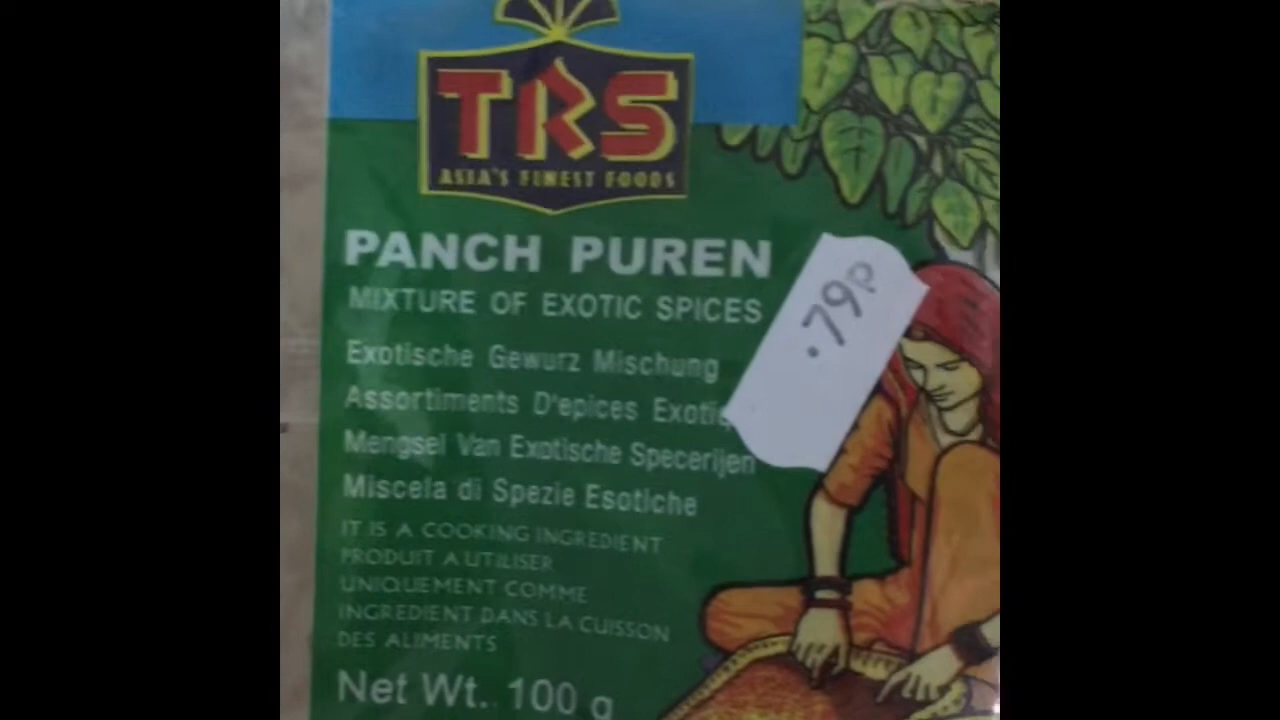 TRS
ASIA'S FINEST FOODS
PANCH PUREN
MIXTURE OF EXOTIC SPICES
.79p
Exotische Gewurz Mischung
Assortiments D'epices Exotiq
Mengsel Van Exotische Specerijen
Miscela di Spezie Esotiche
IT IS A COOKING INGREDIENT
PRODUIT A UTILISER
UNIQUEMENT COMME
INGREDIENT DANS LA CUISSON
DES ALIMENTS
Net Wt. 100 g